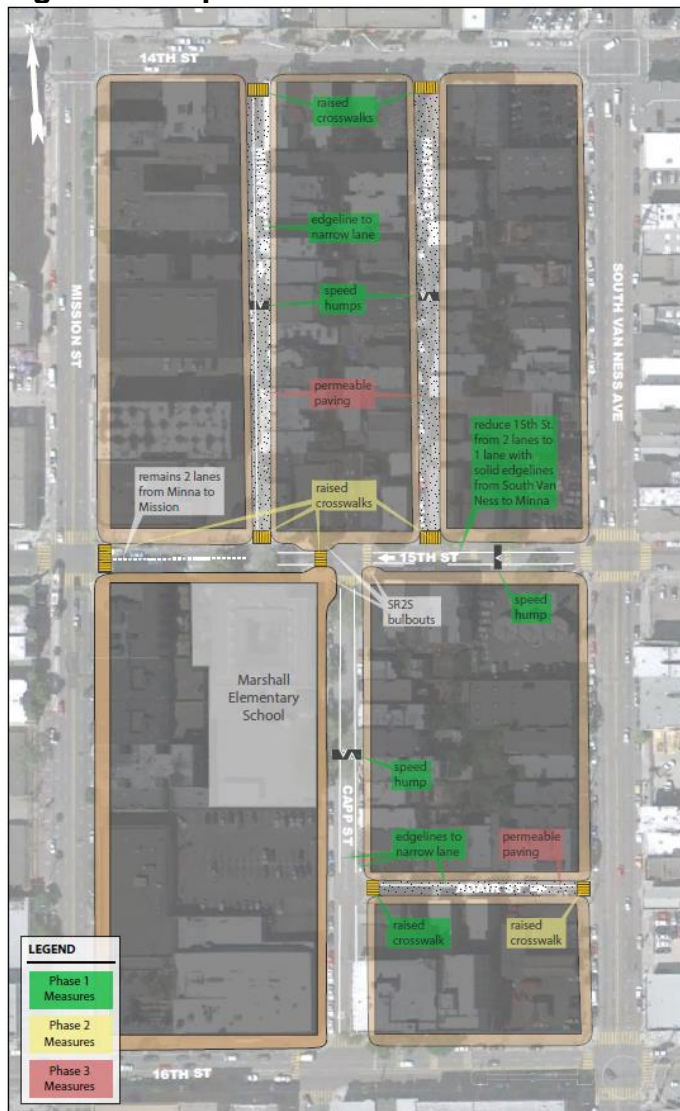 N
14TH ST
raised
crosswalks
edgeline to
narrow lane
speed
humps
MISSION ST
SOUTH VAN NESS AVE
permeable
paving
reduce 15th St.
from 2 lanes to
1 lane with
solid edgelines
from South Van
Ness to Minna
remains 2 lanes
from Minna to
Mission
raised
crosswalks
15TH ST
SR2S
bulbouts
speed
hump
Marshall
Elementary
School
speed
hump
CAPP ST
edgelines to
narrow lane
permeable
paving
ADAIR ST
raised
crosswalk
raised
crosswalk
LEGEND
Phase 1
Measures
Phase 2
Measures
Phase 3
Measures
16TH ST